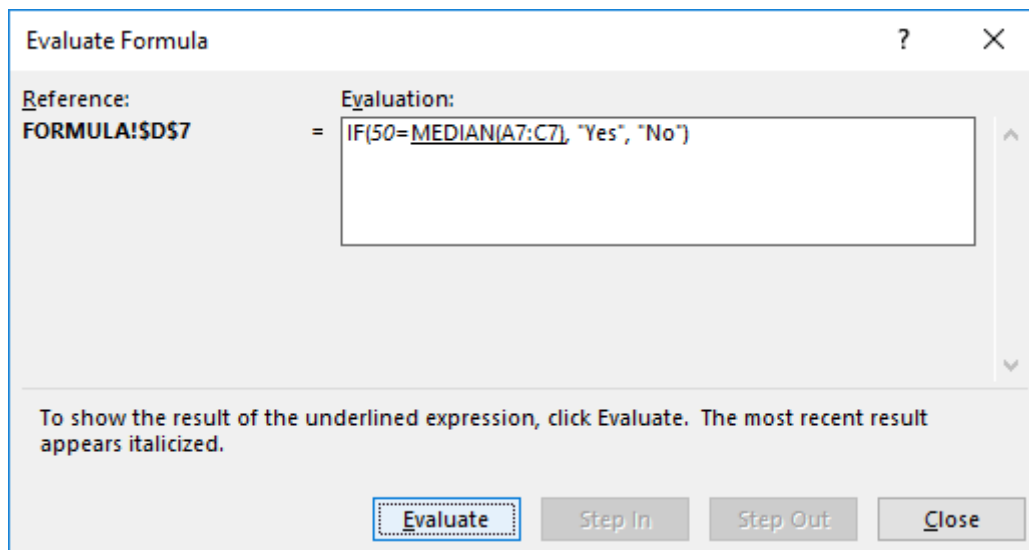 Evaluate Formula
?
Reference:
Evaluation:
FORMULA!$D$7 = IF(50=MEDIAN(A7:C7), "Yes", "No")
To show the result of the underlined expression, click Evaluate. The most recent result
appears italicized.
Evaluate
Step In
Step Out
Close